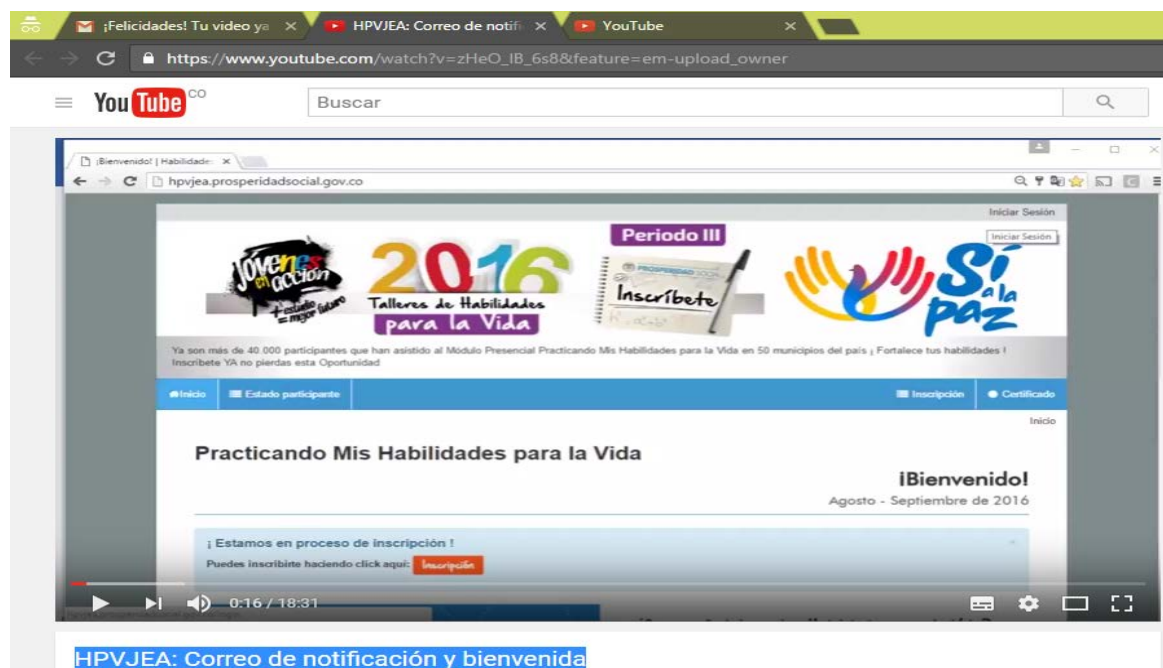 ¡Felicidades! Tu video ya
HPVJEA: Correo de notifi
YouTube
https://www.youtube.com/watch?v=zHeO_IB_6s8&feature=em-upload_owner
YouTube CO
Buscar
¡Bienvenido! | Habilidade
hpvjea.prosperidadsocial.gov.co
Iniciar Sesión
Iniciar Sesión
Jóvenes en acción
+ estudio = mejor futuro
2016
Talleres de Habilidades
para la Vida
Periodo III
PROSPERIDAD SOCIAL
Inscríbete
Sí a la paz
Ya son más de 40.000 participantes que han asistido al Módulo Presencial Practicando Mis Habilidades para la Vida en 50 municipios del país ¡ Fortalece tus habilidades !
Inscríbete YA no pierdas esta Oportunidad
Inicio
Estado participante
Inscripción
Certificado
Inicio
Practicando Mis Habilidades para la Vida
¡Bienvenido!
Agosto - Septiembre de 2016
¡ Estamos en proceso de inscripción !
Puedes inscribirte haciendo click aquí: Inscripción
0:16 / 18:31
HPVJEA: Correo de notificación y bienvenida